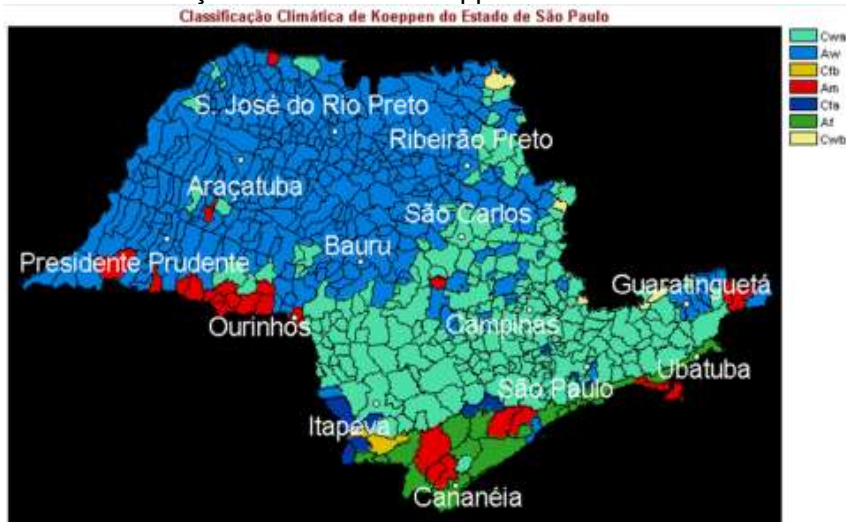 Classificação Climática de Koeppen do Estado de São Paulo
Cwa
Aw
Cfb
Am
Cfa
Af
Cwb
S. José do Rio Preto
Ribeirão Preto
Araçatuba
São Carlos
Bauru
Presidente Prudente
Guaratinguetá
Ourinhos
Campinas
Ubatuba
São Paulo
Itapeva
Cananéia